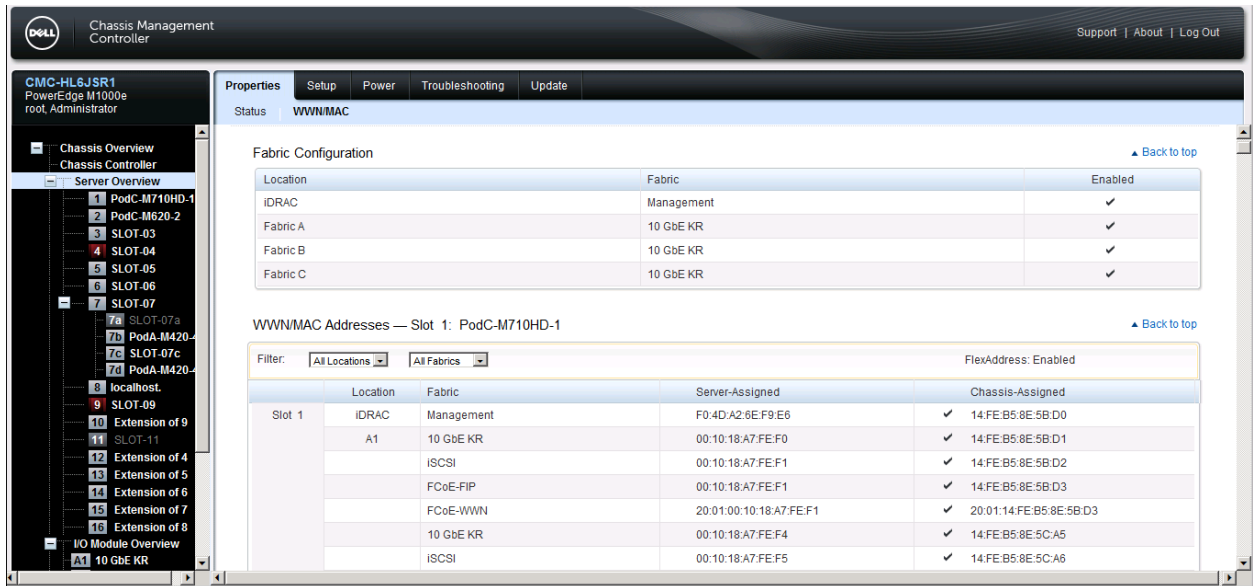 DELL
Chassis Management
Controller
Support | About | Log Out
CMC-HL6JSR1
PowerEdge M1000e
root, Administrator
Properties Setup Power Troubleshooting Update
Status WWN/MAC
Chassis Overview
Chassis Controller
Server Overview
1 PodC-M710HD-1
2 PodC-M620-2
3 SLOT-03
4 SLOT-04
5 SLOT-05
6 SLOT-06
7 SLOT-07
7a SLOT-07a
7b PodA-M420-4
7c SLOT-07c
7d PodA-M420-4
8 localhost.
9 SLOT-09
10 Extension of 9
11 SLOT-11
12 Extension of 4
13 Extension of 5
14 Extension of 6
15 Extension of 7
16 Extension of 8
I/O Module Overview
A1 10 GbE KR
Fabric Configuration
Back to top
Location Fabric Enabled
iDRAC Management ✔
Fabric A 10 GbE KR ✔
Fabric B 10 GbE KR ✔
Fabric C 10 GbE KR ✔
WWN/MAC Addresses — Slot 1: PodC-M710HD-1
Back to top
Filter: All Locations All Fabrics FlexAddress: Enabled
Location Fabric Server-Assigned Chassis-Assigned
Slot 1 iDRAC Management F0:4D:A2:6E:F9:E6 ✔ 14:FE:B5:8E:5B:D0
A1 10 GbE KR 00:10:18:A7:FE:F0 ✔ 14:FE:B5:8E:5B:D1
iSCSI 00:10:18:A7:FE:F1 ✔ 14:FE:B5:8E:5B:D2
FCoE-FIP 00:10:18:A7:FE:F1 ✔ 14:FE:B5:8E:5B:D3
FCoE-WWN 20:01:00:10:18:A7:FE:F1 ✔ 20:01:14:FE:B5:8E:5B:D3
10 GbE KR 00:10:18:A7:FE:F4 ✔ 14:FE:B5:8E:5C:A5
iSCSI 00:10:18:A7:FE:F5 ✔ 14:FE:B5:8E:5C:A6